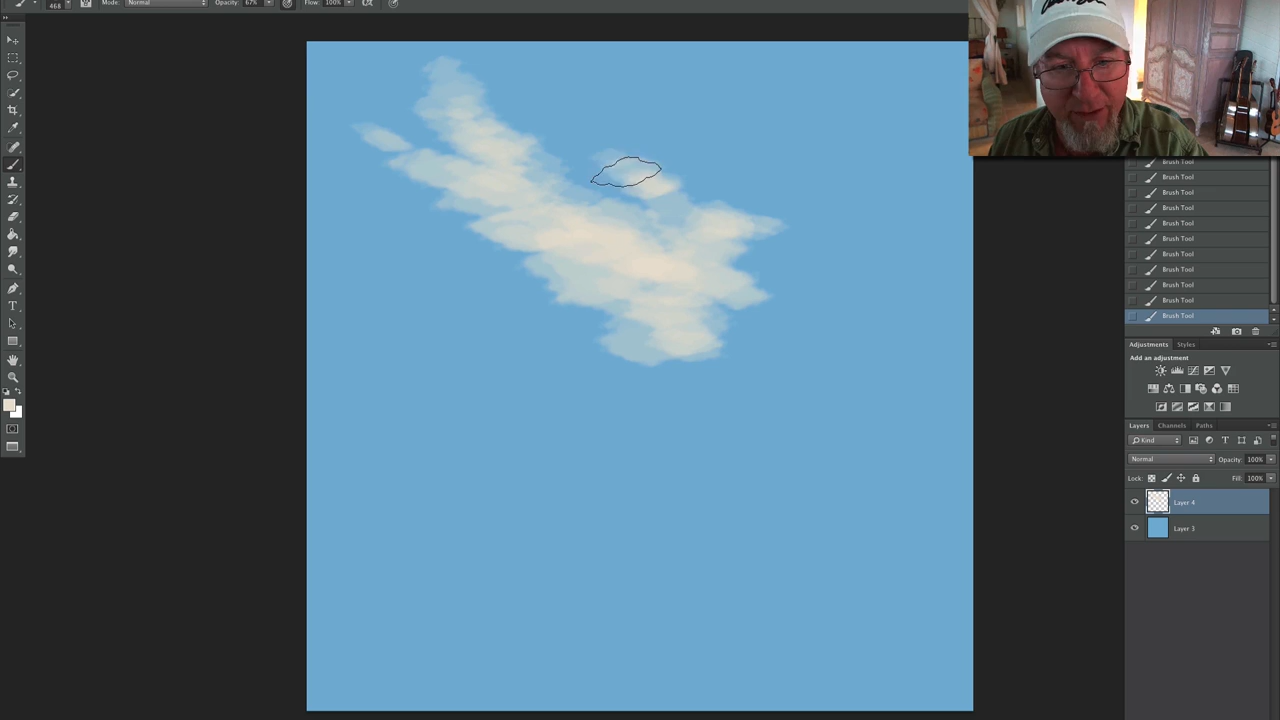 468 Mode: Normal Opacity: 67% Flow: 100%
Brush Tool
Brush Tool
Brush Tool
Brush Tool
Brush Tool
Brush Tool
Brush Tool
Brush Tool
Brush Tool
Brush Tool
Brush Tool
Adjustments Styles
Add an adjustment
Layers Channels Paths
Kind
Normal Opacity: 100%
Lock: Fill: 100%
Layer 4
Layer 3